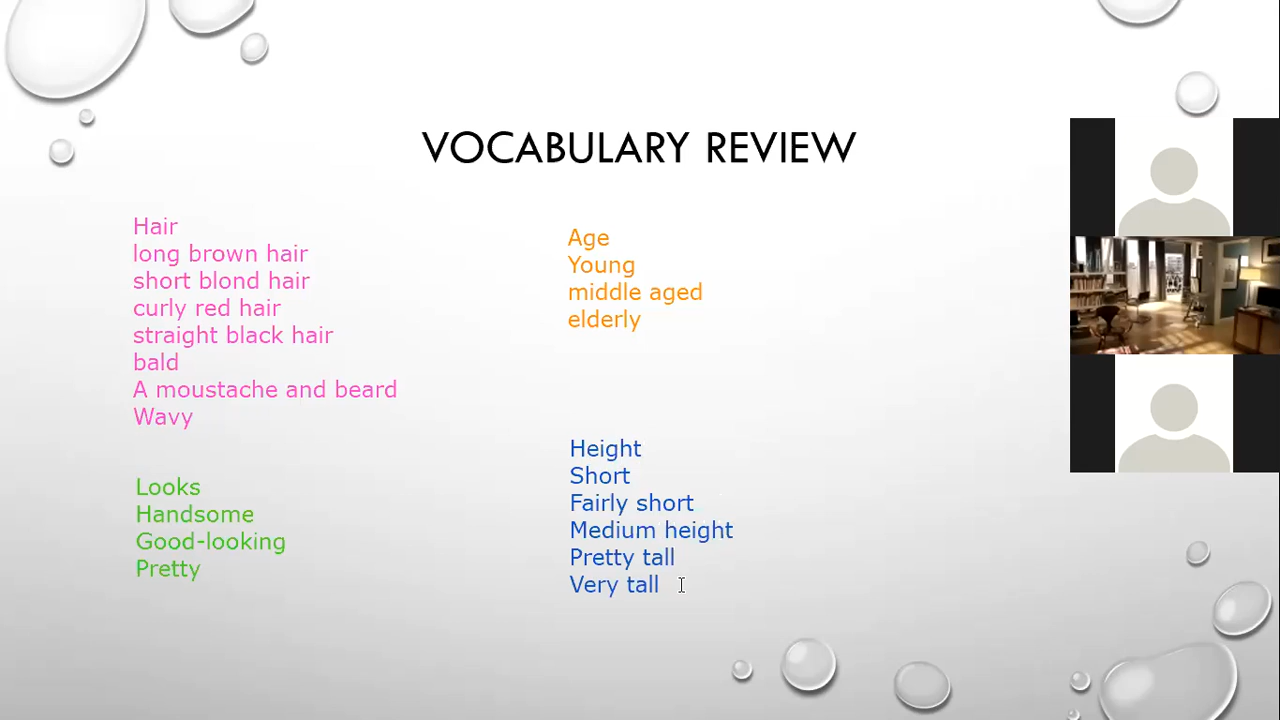 VOCABULARY REVIEW
Hair
long brown hair
short blond hair
curly red hair
straight black hair
bald
A moustache and beard
Wavy
Looks
Handsome
Good-looking
Pretty
Age
Young
middle aged
elderly
Height
Short
Fairly short
Medium height
Pretty tall
Very tall